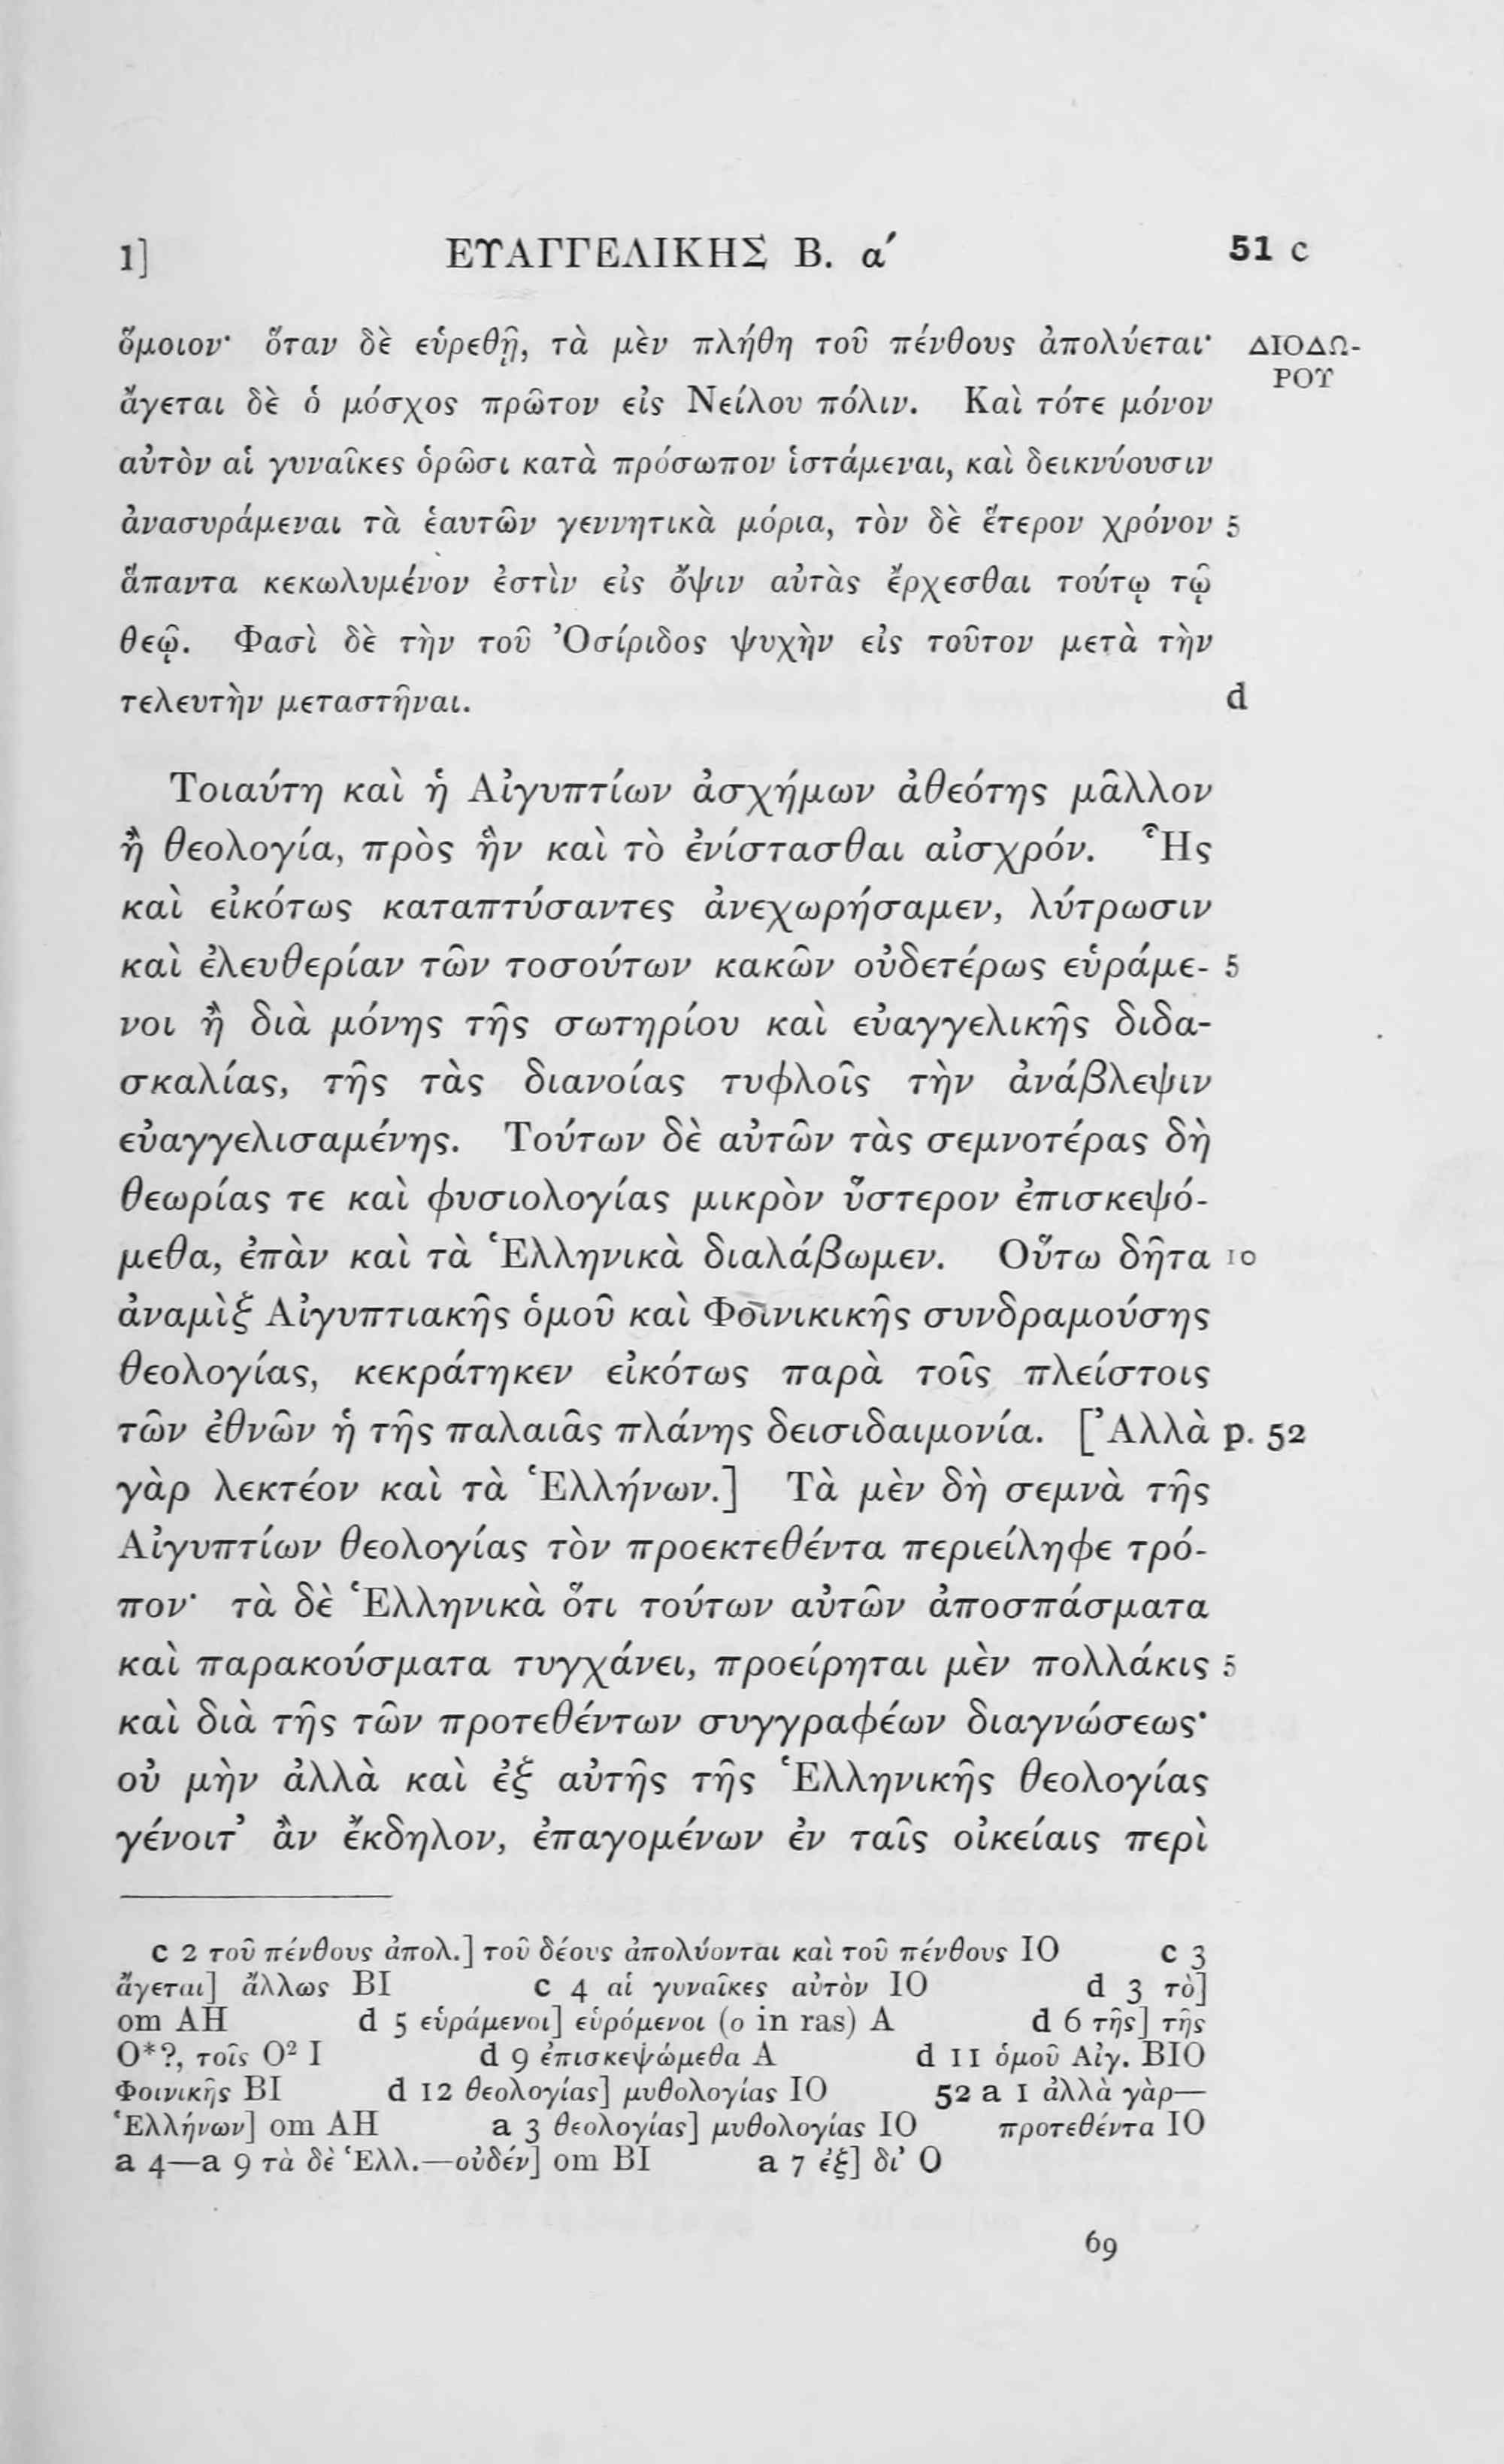 1] ΕΥΑΓΓΕΛΙΚΗΣ Β. α´ 51 c
ὅμοιον· ὅταν δὲ εὑρεθῇ, τὰ μὲν πλήθη τοῦ πένθους ἀπολύεται· ΔΙΟΔΩ-
ΡΟΥ
ἄγεται δὲ ὁ μόσχος πρῶτον εἰς Νείλου πόλιν. Καὶ τότε μόνον
αὐτὸν αἱ γυναῖκες ὁρῶσι κατὰ πρόσωπον ἱστάμεναι, καὶ δεικνύουσιν
ἀνασυράμεναι τὰ ἑαυτῶν γεννητικὰ μόρια, τὸν δὲ ἕτερον χρόνον 5
ἅπαντα κεκωλυμένον ἐστὶν εἰς ὄψιν αὐτὰς ἔρχεσθαι τούτῳ τῷ
θεῷ. Φασὶ δὲ τὴν τοῦ Ὀσίριδος ψυχὴν εἰς τοῦτον μετὰ τὴν
τελευτὴν μεταστῆναι. d
Τοιαύτη καὶ ἡ Αἰγυπτίων ἀσχήμων ἀθεότης μᾶλλον
ἢ θεολογία, πρὸς ἣν καὶ τὸ ἐνίστασθαι αἰσχρόν. Ἧς
καὶ εἰκότως καταπτύσαντες ἀνεχωρήσαμεν, λύτρωσιν
καὶ ἐλευθερίαν τῶν τοσούτων κακῶν οὐδετέρως εὑράμε- 5
νοι ἢ διὰ μόνης τῆς σωτηρίου καὶ εὐαγγελικῆς διδα-
σκαλίας, τῆς τὰς διανοίας τυφλοῖς τὴν ἀνάβλεψιν
εὐαγγελισαμένης. Τούτων δὲ αὐτῶν τὰς σεμνοτέρας δὴ
θεωρίας τε καὶ φυσιολογίας μικρὸν ὕστερον ἐπισκεψό-
μεθα, ἐπὰν καὶ τὰ Ἑλληνικὰ διαλάβωμεν. Οὕτω δῆτα 10
ἀναμὶξ Αἰγυπτιακῆς ὁμοῦ καὶ Φοινικικῆς συνδραμούσης
θεολογίας, κεκράτηκεν εἰκότως παρὰ τοῖς πλείστοις
τῶν ἐθνῶν ἡ τῆς παλαιᾶς πλάνης δεισιδαιμονία. [Ἀλλὰ p. 52
γὰρ λεκτέον καὶ τὰ Ἑλλήνων.] Τὰ μὲν δὴ σεμνὰ τῆς
Αἰγυπτίων θεολογίας τὸν προεκτεθέντα περιείληφε τρό-
πον· τὰ δὲ Ἑλληνικὰ ὅτι τούτων αὐτῶν ἀποσπάσματα
καὶ παρακούσματα τυγχάνει, προείρηται μὲν πολλάκις 5
καὶ διὰ τῆς τῶν προτεθέντων συγγραφέων διαγνώσεως·
οὐ μὴν ἀλλὰ καὶ ἐξ αὐτῆς τῆς Ἑλληνικῆς θεολογίας
γένοιτ’ ἂν ἔκδηλον, ἐπαγομένων ἐν ταῖς οἰκείαις περὶ
c 2 τοῦ πένθους ἀπολ.] τοῦ δέους ἀπολύονται καὶ τοῦ πένθους IO c 3
ἄγεται] ἄλλως BI c 4 αἱ γυναῖκες αὐτὸν IO d 3 τὸ]
om AH d 5 εὑράμενοι] εὑρόμενοι (ο in ras) A d 6 τῆς] τῆς
O*?, τοῖς O² I d 9 ἐπισκεψώμεθα A d 11 ὁμοῦ Αἰγ. BIO
Φοινικῆς BI d 12 θεολογίας] μυθολογίας IO 52 a 1 ἀλλὰ γὰρ—
Ἑλλήνων] om AH a 3 θεολογίας] μυθολογίας IO προτεθέντα IO
a 4—a 9 τὰ δὲ Ἑλλ.—οὐδέν] om BI a 7 ἐξ] δι’ O
69